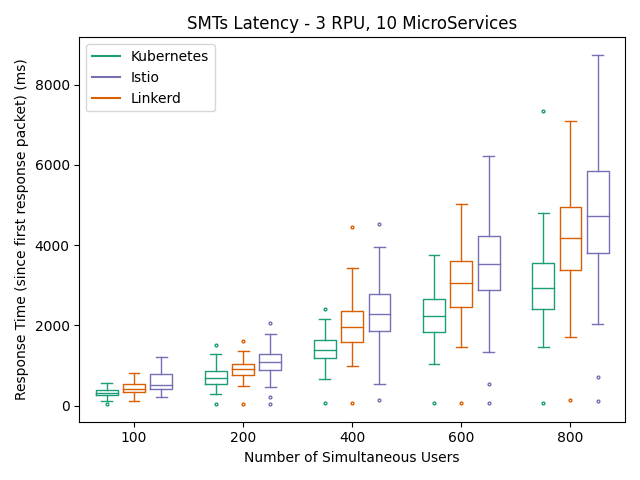 SMTs Latency - 3 RPU, 10 MicroServices
Response Time (since first response packet) (ms)
8000
6000
4000
2000
0
Kubernetes
Istio
Linkerd
100
200
400
600
800
Number of Simultaneous Users